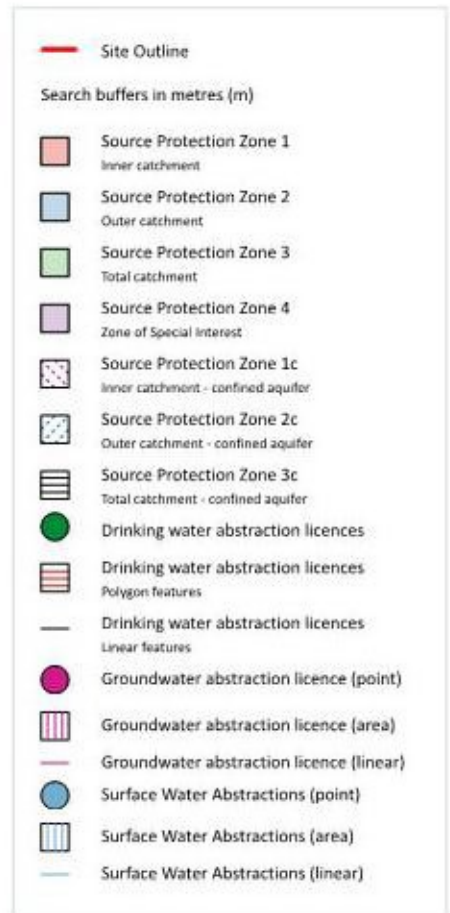 Site Outline
Search buffers in metres (m)
Source Protection Zone 1
Inner catchment
Source Protection Zone 2
Outer catchment
Source Protection Zone 3
Total catchment
Source Protection Zone 4
Zone of Special Interest
Source Protection Zone 1c
Inner catchment - confined aquifer
Source Protection Zone 2c
Outer catchment - confined aquifer
Source Protection Zone 3c
Total catchment - confined aquifer
Drinking water abstraction licences
Drinking water abstraction licences
Polygon features
Drinking water abstraction licences
Linear features
Groundwater abstraction licence (point)
Groundwater abstraction licence (area)
Groundwater abstraction licence (linear)
Surface Water Abstractions (point)
Surface Water Abstractions (area)
Surface Water Abstractions (linear)